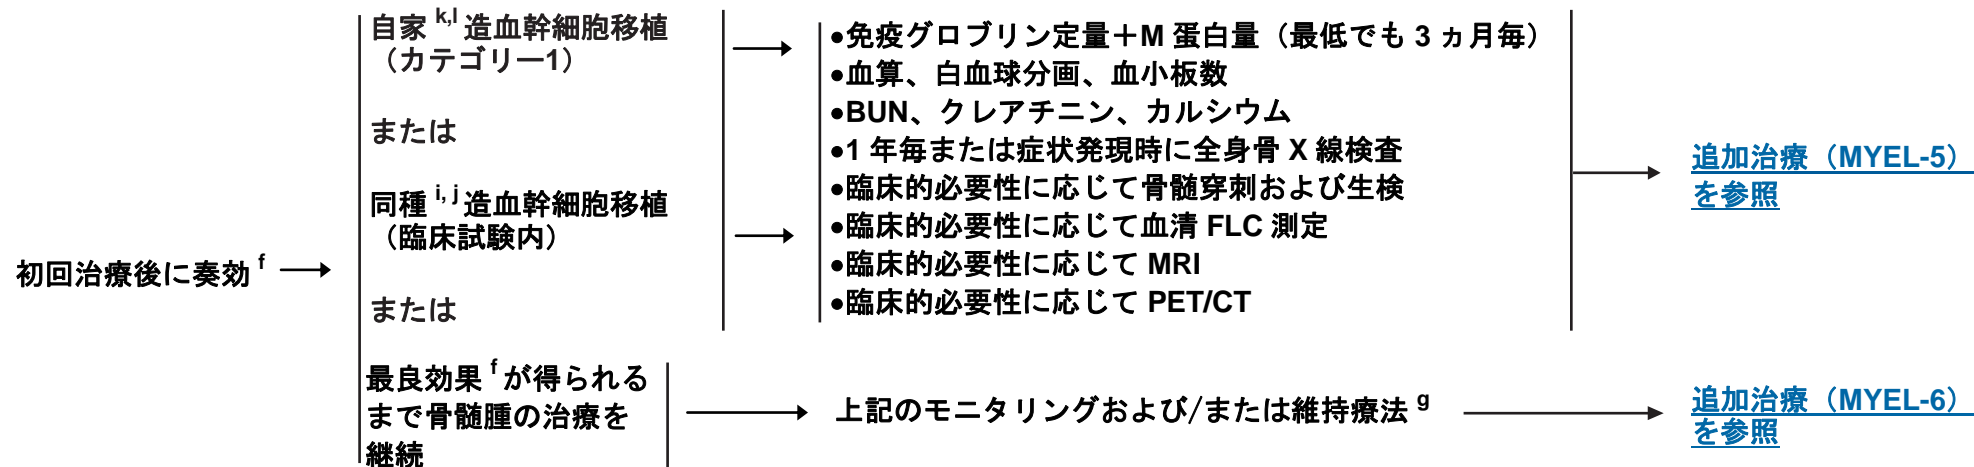 初回治療後に奏効 f
自家 k,l 造血幹細胞移植
（カテゴリー1）
または
同種 i, j 造血幹細胞移植
（臨床試験内）
または
最良効果 f が得られる
まで骨髄腫の治療を
継続
●免疫グロブリン定量＋M 蛋白量（最低でも 3 ヵ月毎）
●血算、白血球分画、血小板数
●BUN、クレアチニン、カルシウム
●1 年毎または症状発現時に全身骨 X 線検査
●臨床的必要性に応じて骨髄穿刺および生検
●臨床的必要性に応じて血清 FLC 測定
●臨床的必要性に応じて MRI
●臨床的必要性に応じて PET/CT
上記のモニタリングおよび/または維持療法 g
追加治療（MYEL-5）
を参照
追加治療（MYEL-6）
を参照